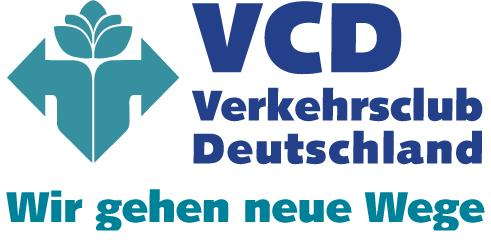 VCD
Verkehrsclub
Deutschland
Wir gehen neue Wege